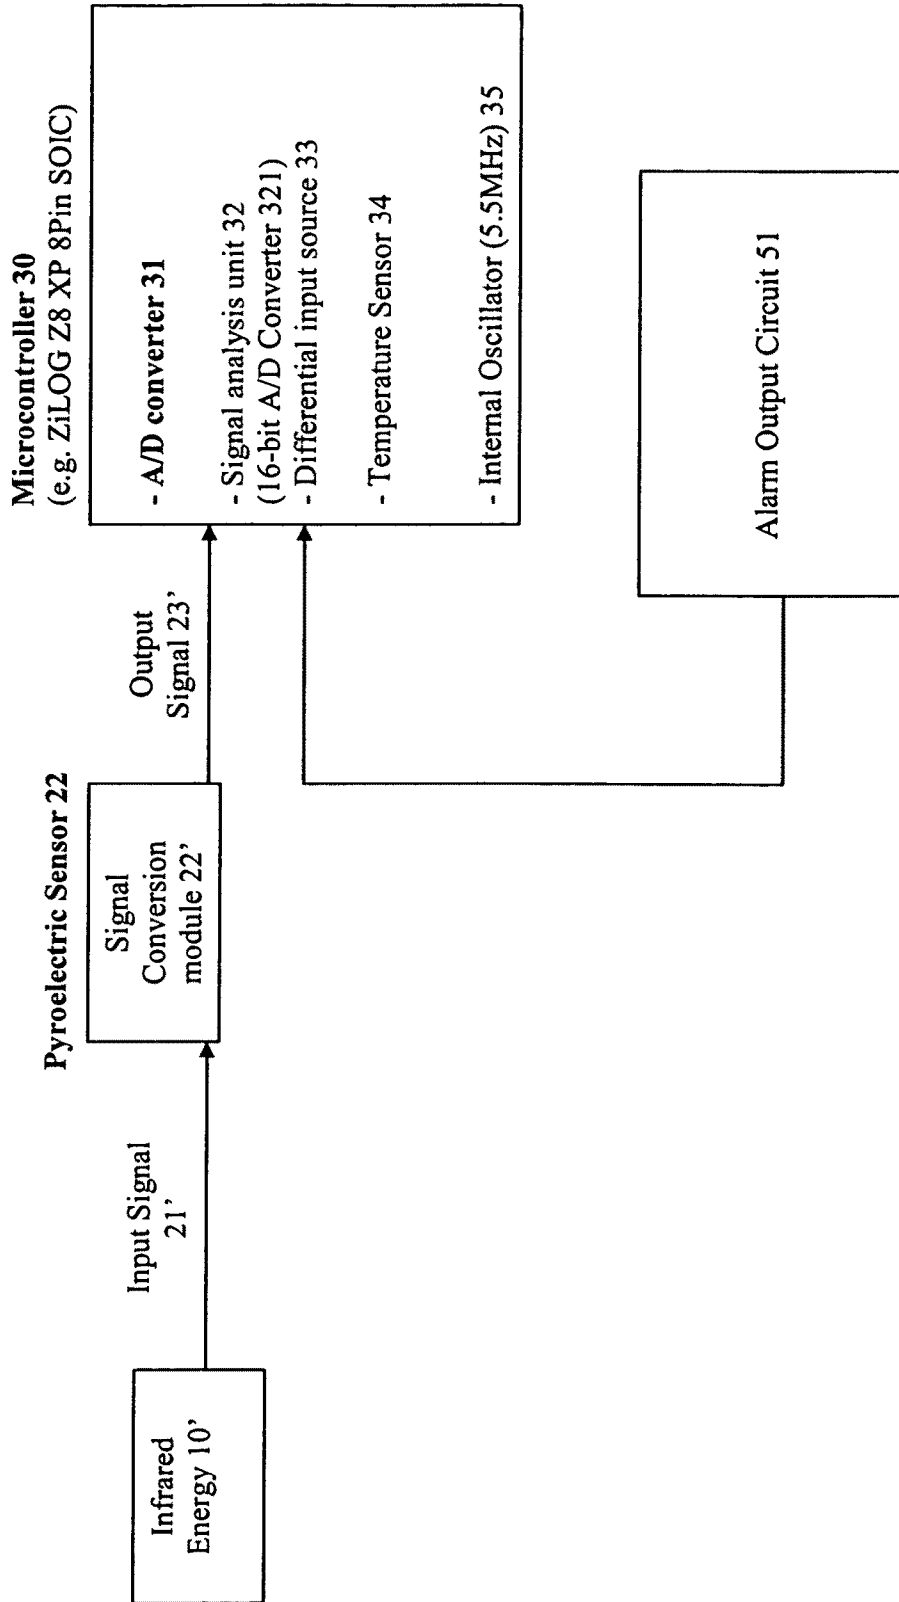 Infrared
Energy 10’
Input Signal
21’
Pyroelectric Sensor 22
Signal
Conversion
module 22’
Output
Signal 23’
Microcontroller 30
(e.g. ZiLOG Z8 XP 8Pin SOIC)
- A/D converter 31
- Signal analysis unit 32
(16-bit A/D Converter 321)
- Differential input source 33
- Temperature Sensor 34
- Internal Oscillator (5.5MHz) 35
Alarm Output Circuit 51